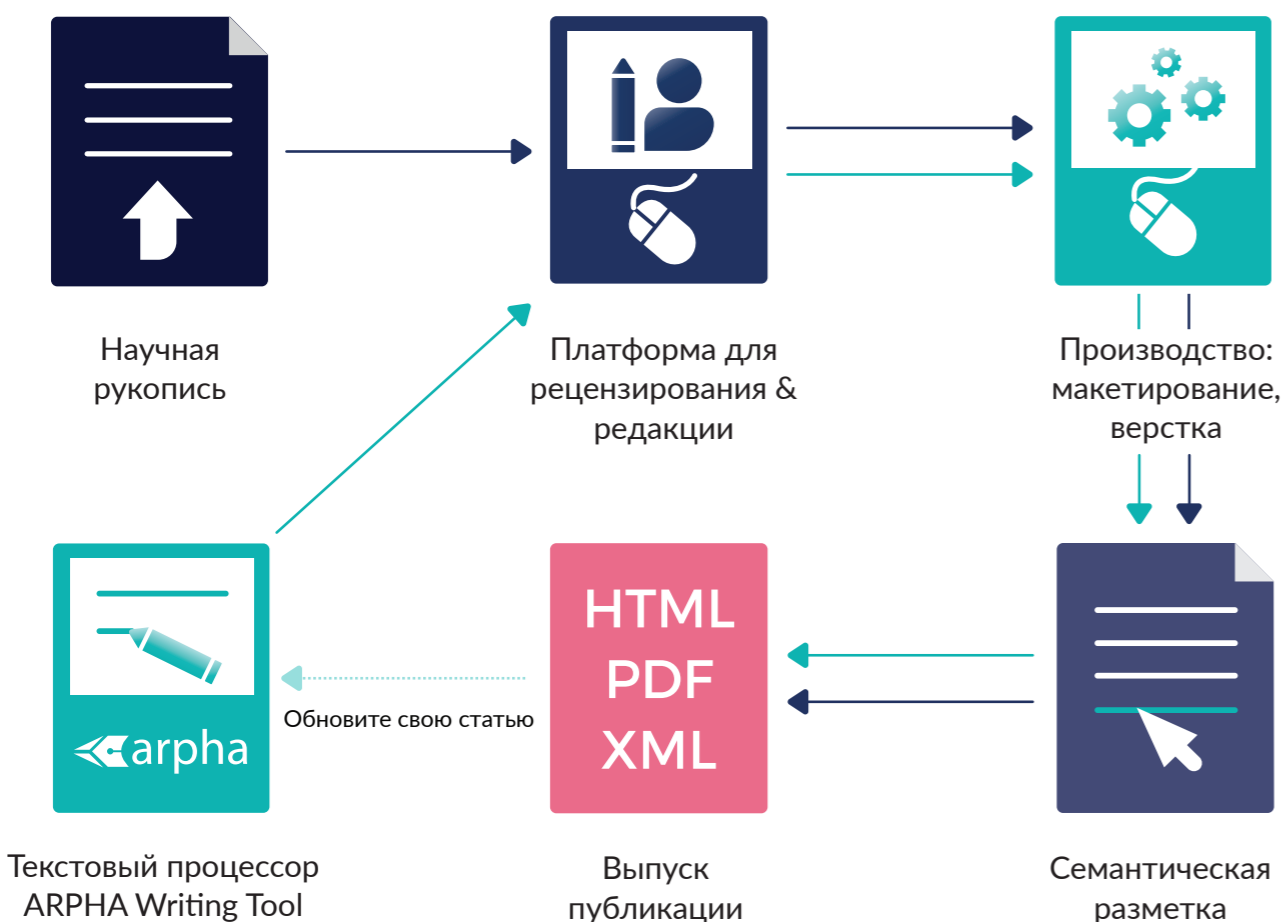 Научная
рукопись
Платформа для
рецензирования &
редакции
Производство:
макетирование,
верстка
arpha
Обновите свою статью
HTML
PDF
XML
Текстовый процессор
ARPHA Writing Tool
Выпуск
публикации
Семантическая
разметка